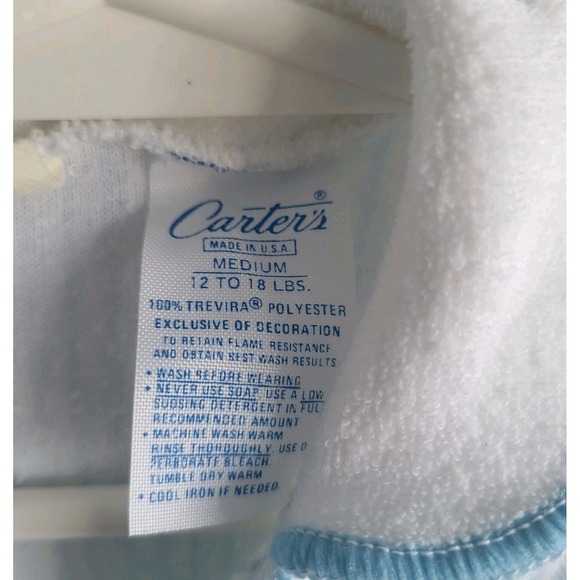 Carter's®
MADE IN U.S.A.
MEDIUM
12 TO 18 LBS.
100% TREVIRA® POLYESTER
EXCLUSIVE OF DECORATION
TO RETAIN FLAME RESISTANCE
AND OBTAIN BEST WASH RESULTS
• WASH BEFORE WEARING
• NEVER USE SOAP. USE A LOW
SUDSING DETERGENT IN FULL
RECOMMENDED AMOUNT
• MACHINE WASH WARM
RINSE THOROUGHLY. USE
PERBORATE BLEACH.
TUMBLE DRY WARM
• COOL IRON IF NEEDED.